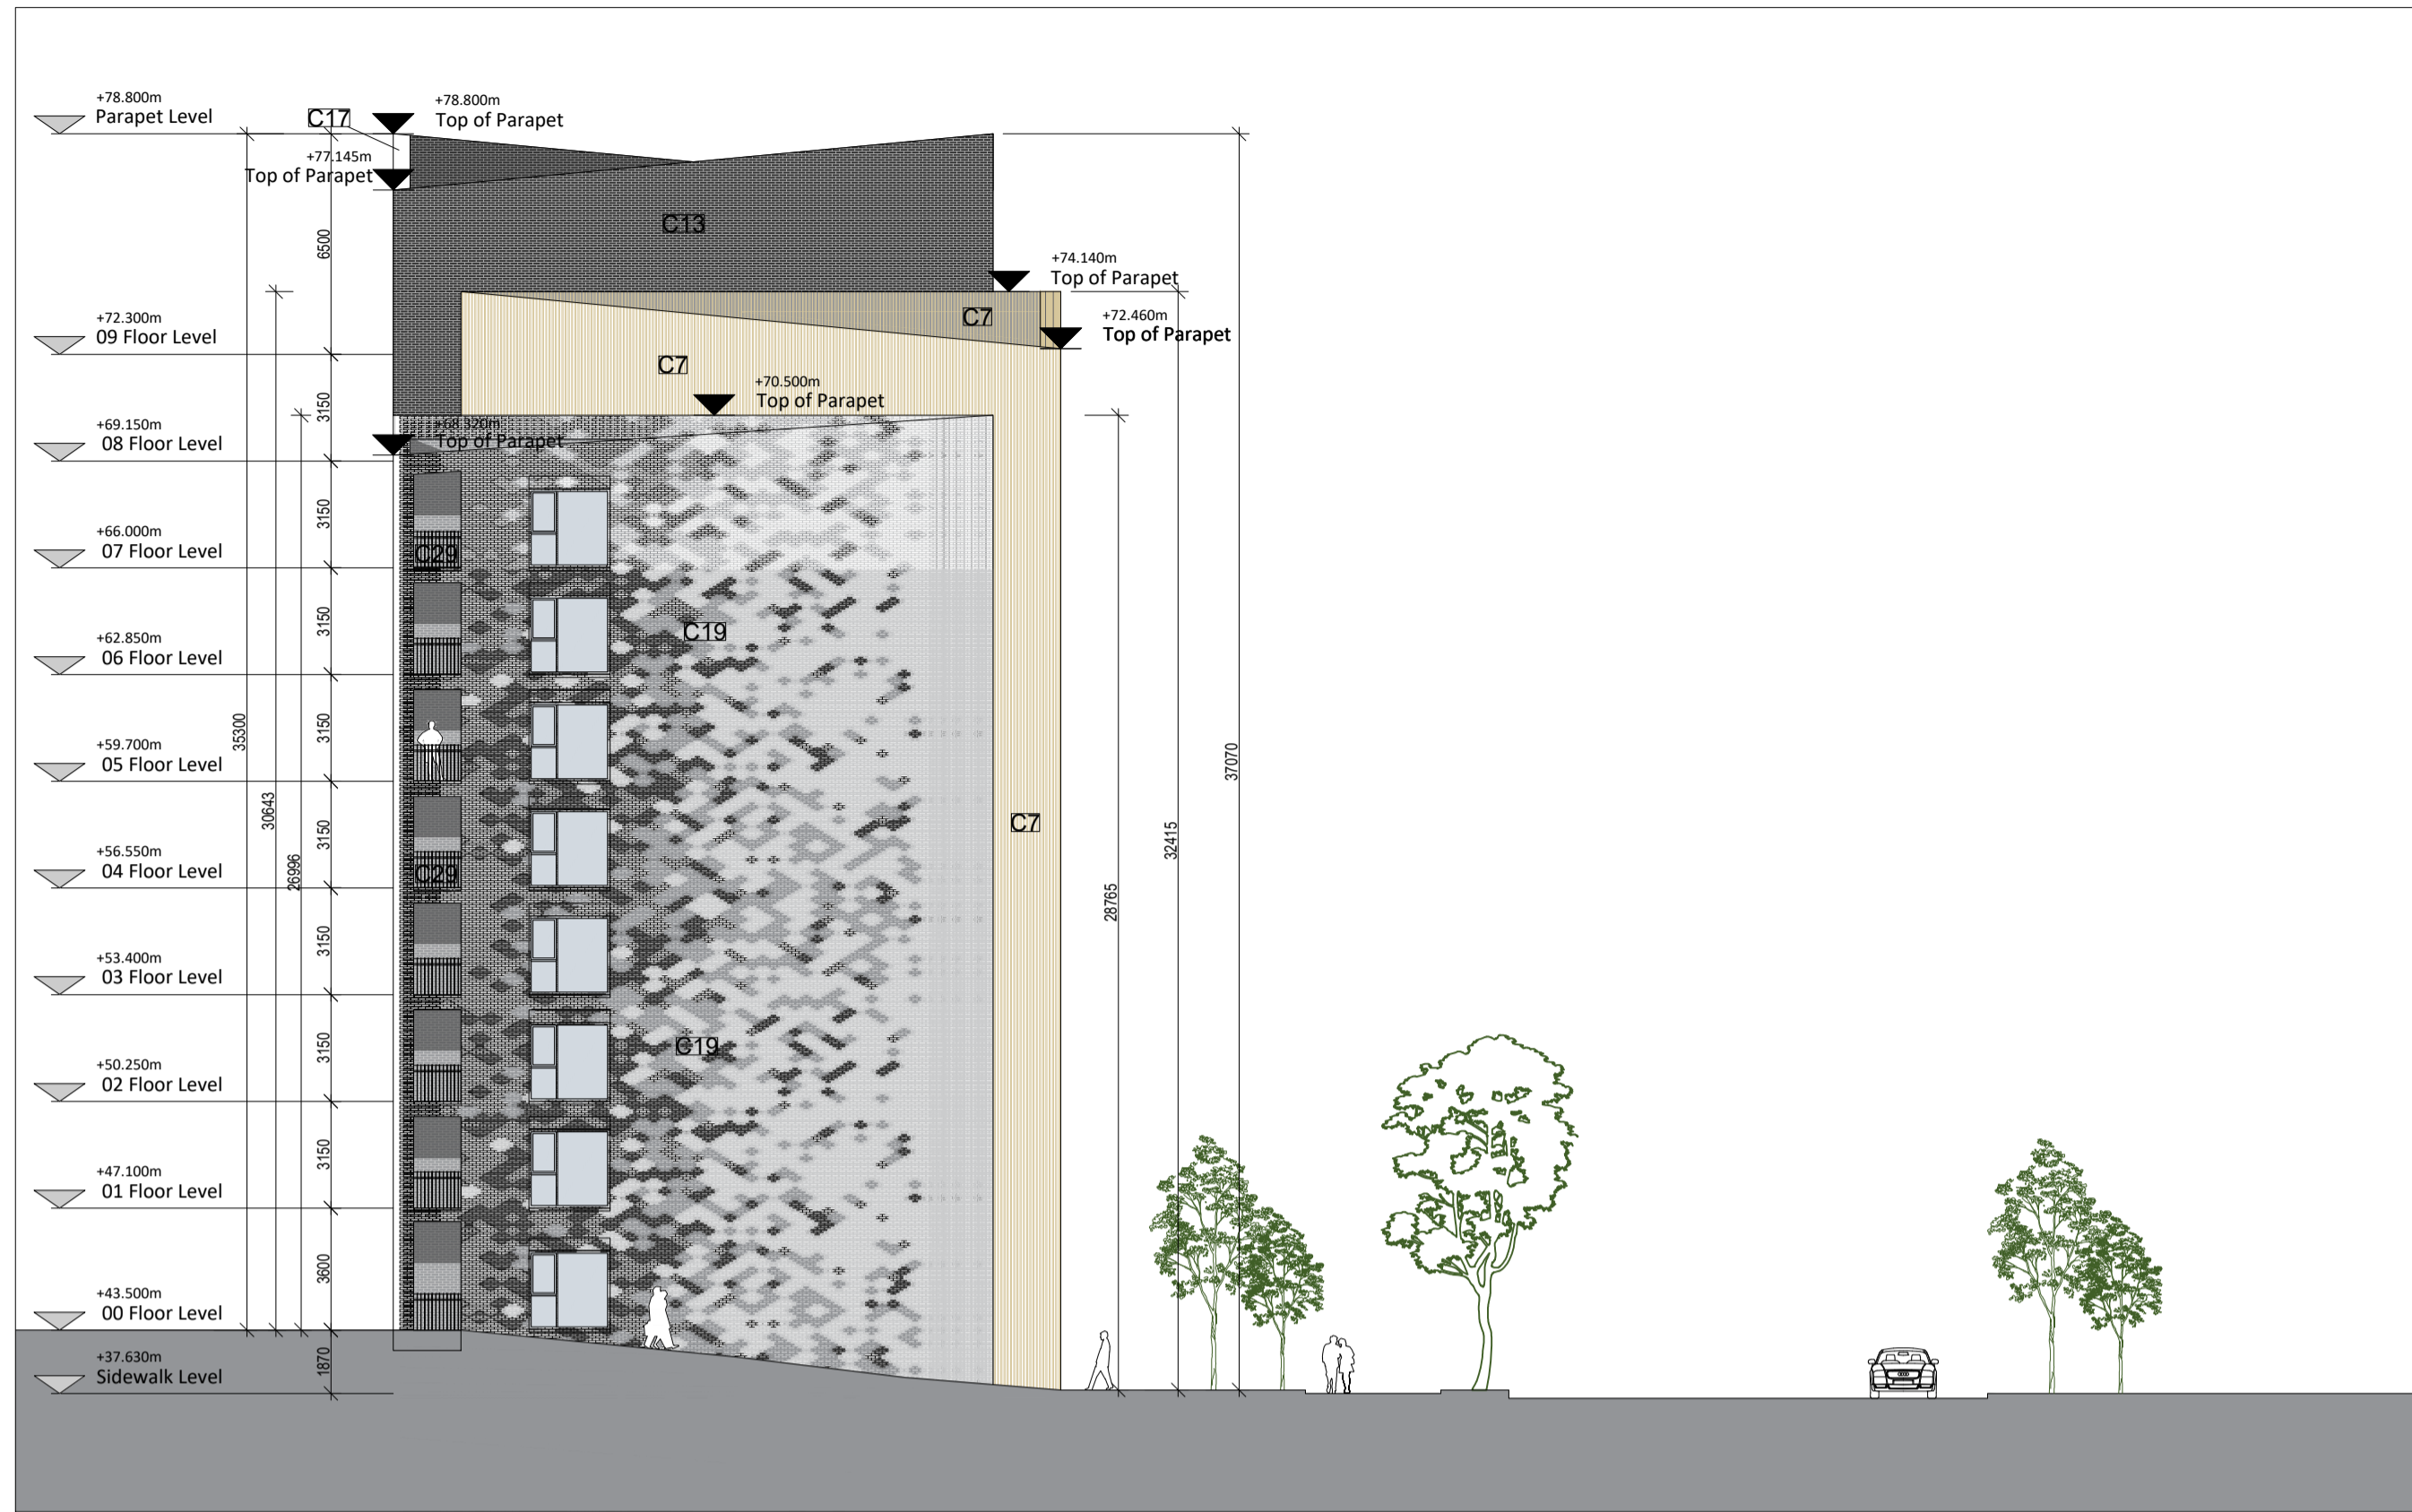 +78.800m
Parapet Level
C17
+78.800m
Top of Parapet
+77.145m
Top of Parapet
C13
6500
+74.140m
Top of Parapet
C7
+72.460m
Top of Parapet
+72.300m
09 Floor Level
C7
+70.500m
Top of Parapet
3150
+68.320m
Top of Parapet
+69.150m
08 Floor Level
3150
+66.000m
07 Floor Level
C29
3150
C19
+62.850m
06 Floor Level
3150
35300
37070
+59.700m
05 Floor Level
30643
3150
C7
32415
+56.550m
04 Floor Level
26996
C29
28765
3150
+53.400m
03 Floor Level
3150
C19
+50.250m
02 Floor Level
3150
+47.100m
01 Floor Level
3600
+43.500m
00 Floor Level
1870
+37.630m
Sidewalk Level